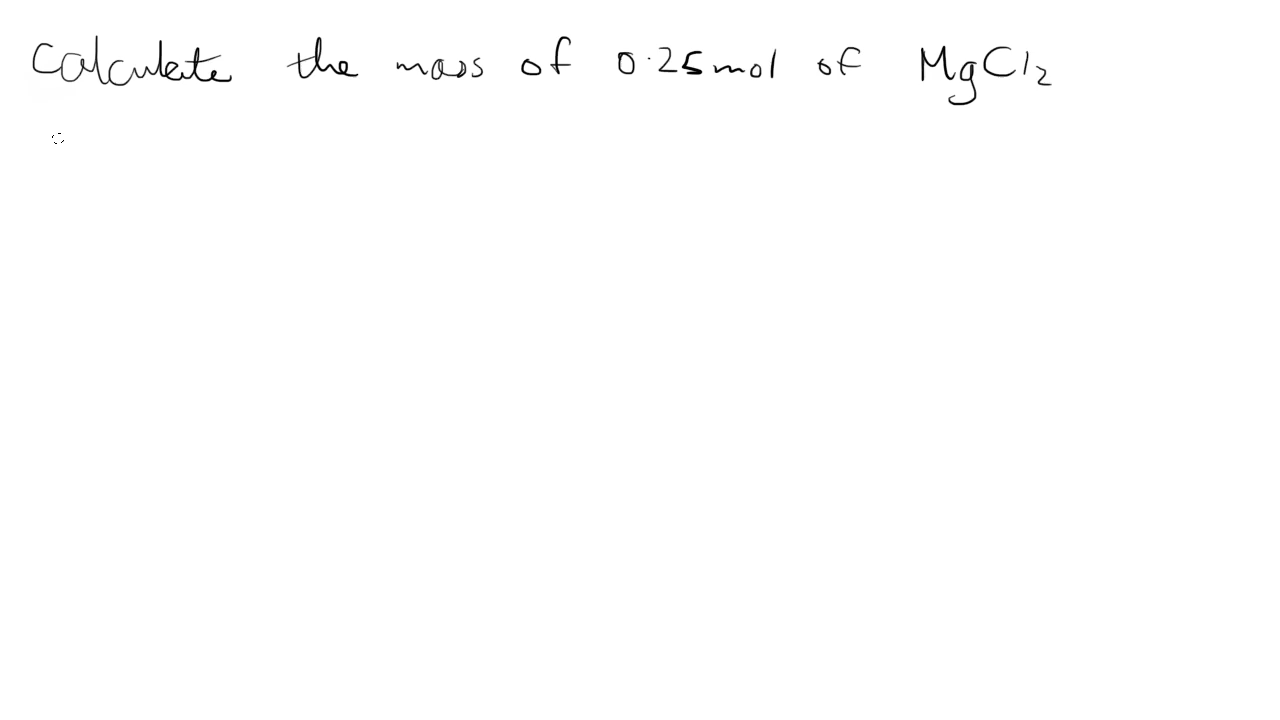 Calculate the mass of 0.25mol of MgCl₂